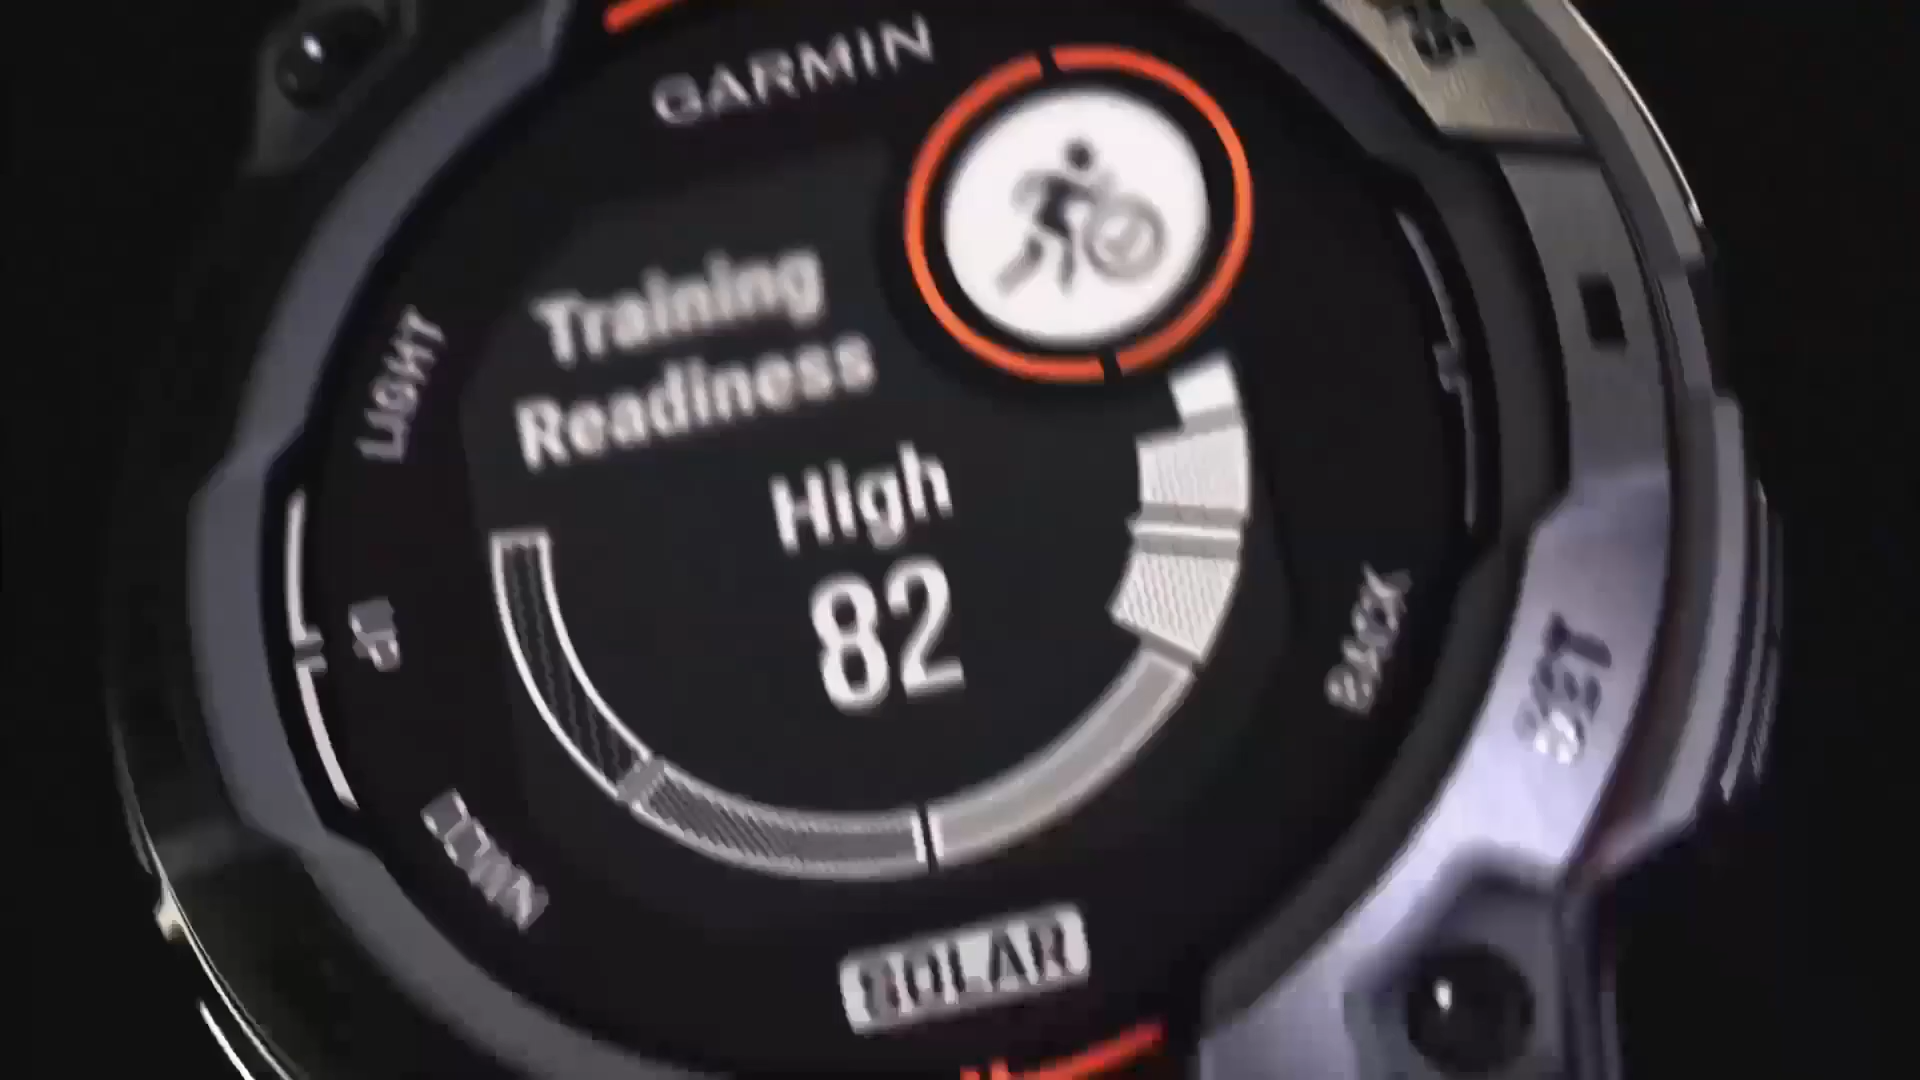 GARMIN
Training
Readiness
LIGHT
High
82
UP
BACK
SET
DOWN
SOLAR